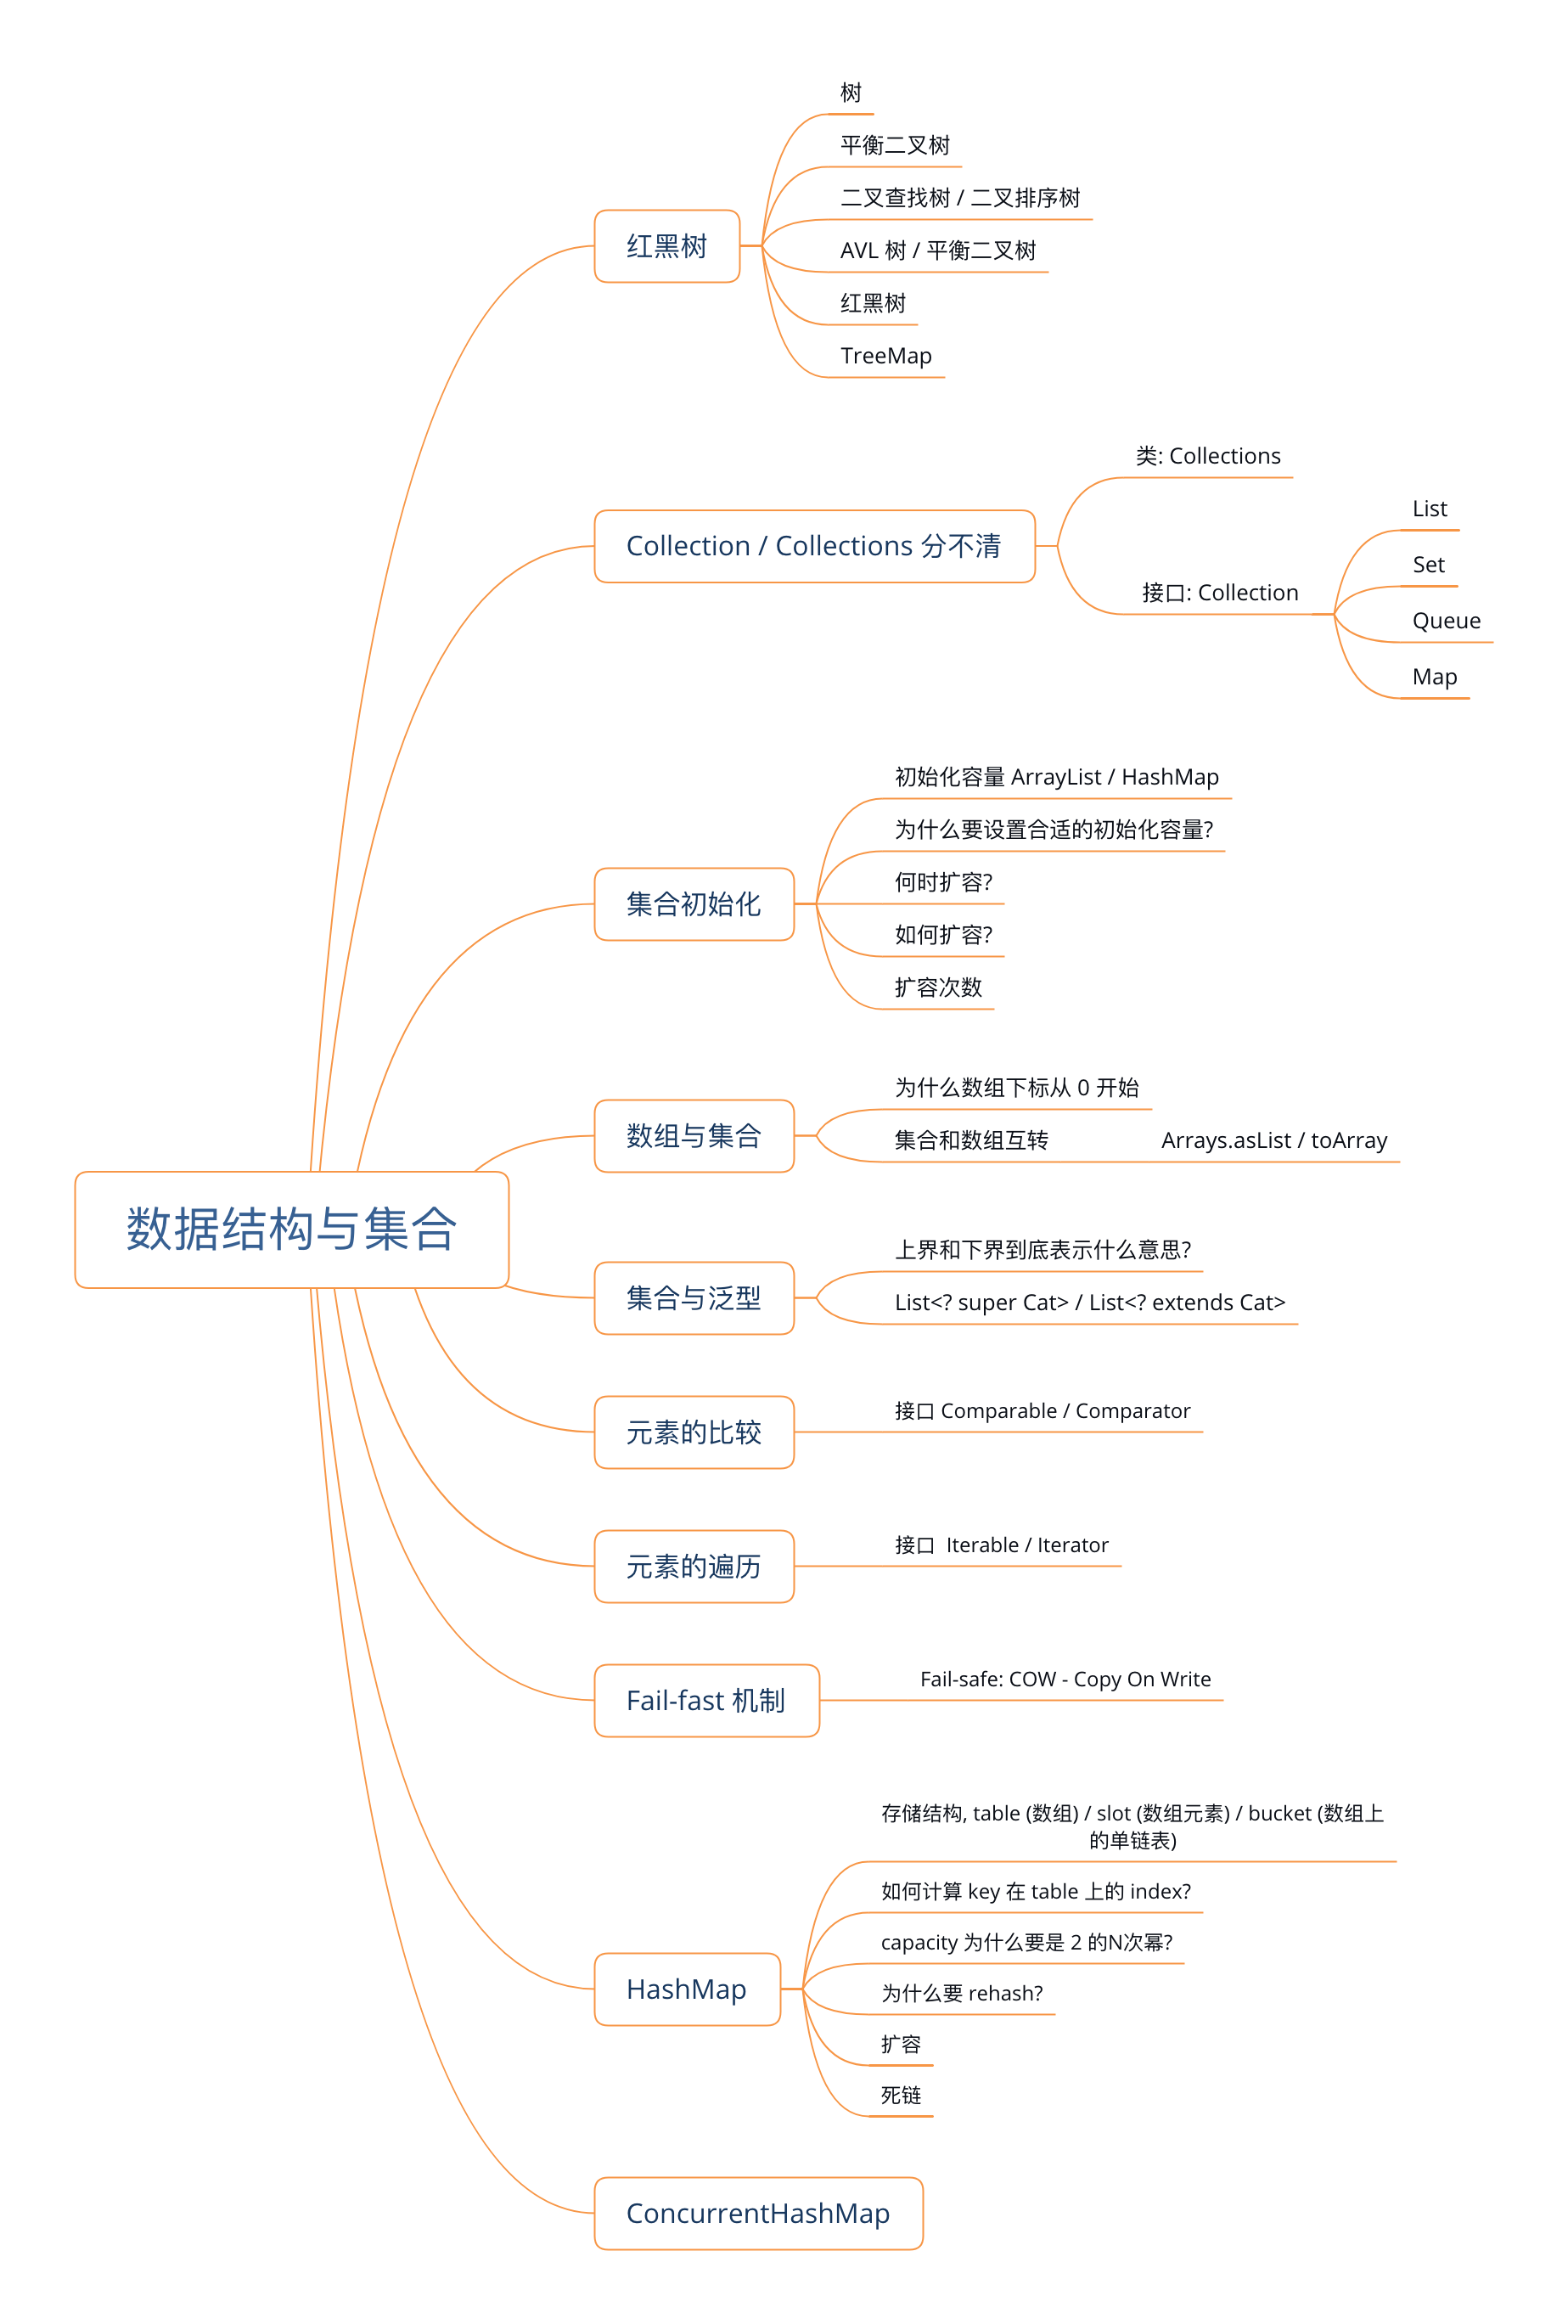 数据结构与集合
红黑树
树
平衡二叉树
二叉查找树 / 二叉排序树
AVL 树 / 平衡二叉树
红黑树
TreeMap
Collection / Collections 分不清
类: Collections
接口: Collection
List
Set
Queue
Map
集合初始化
初始化容量 ArrayList / HashMap
为什么要设置合适的初始化容量?
何时扩容?
如何扩容?
扩容次数
数组与集合
为什么数组下标从 0 开始
集合和数组互转
Arrays.asList / toArray
集合与泛型
上界和下界到底表示什么意思?
List<? super Cat> / List<? extends Cat>
元素的比较
接口 Comparable / Comparator
元素的遍历
接口  Iterable / Iterator
Fail-fast 机制
Fail-safe: COW - Copy On Write
HashMap
存储结构, table (数组) / slot (数组元素) / bucket (数组上
的单链表)
如何计算 key 在 table 上的 index?
capacity 为什么要是 2 的N次幂?
为什么要 rehash?
扩容
死链
ConcurrentHashMap